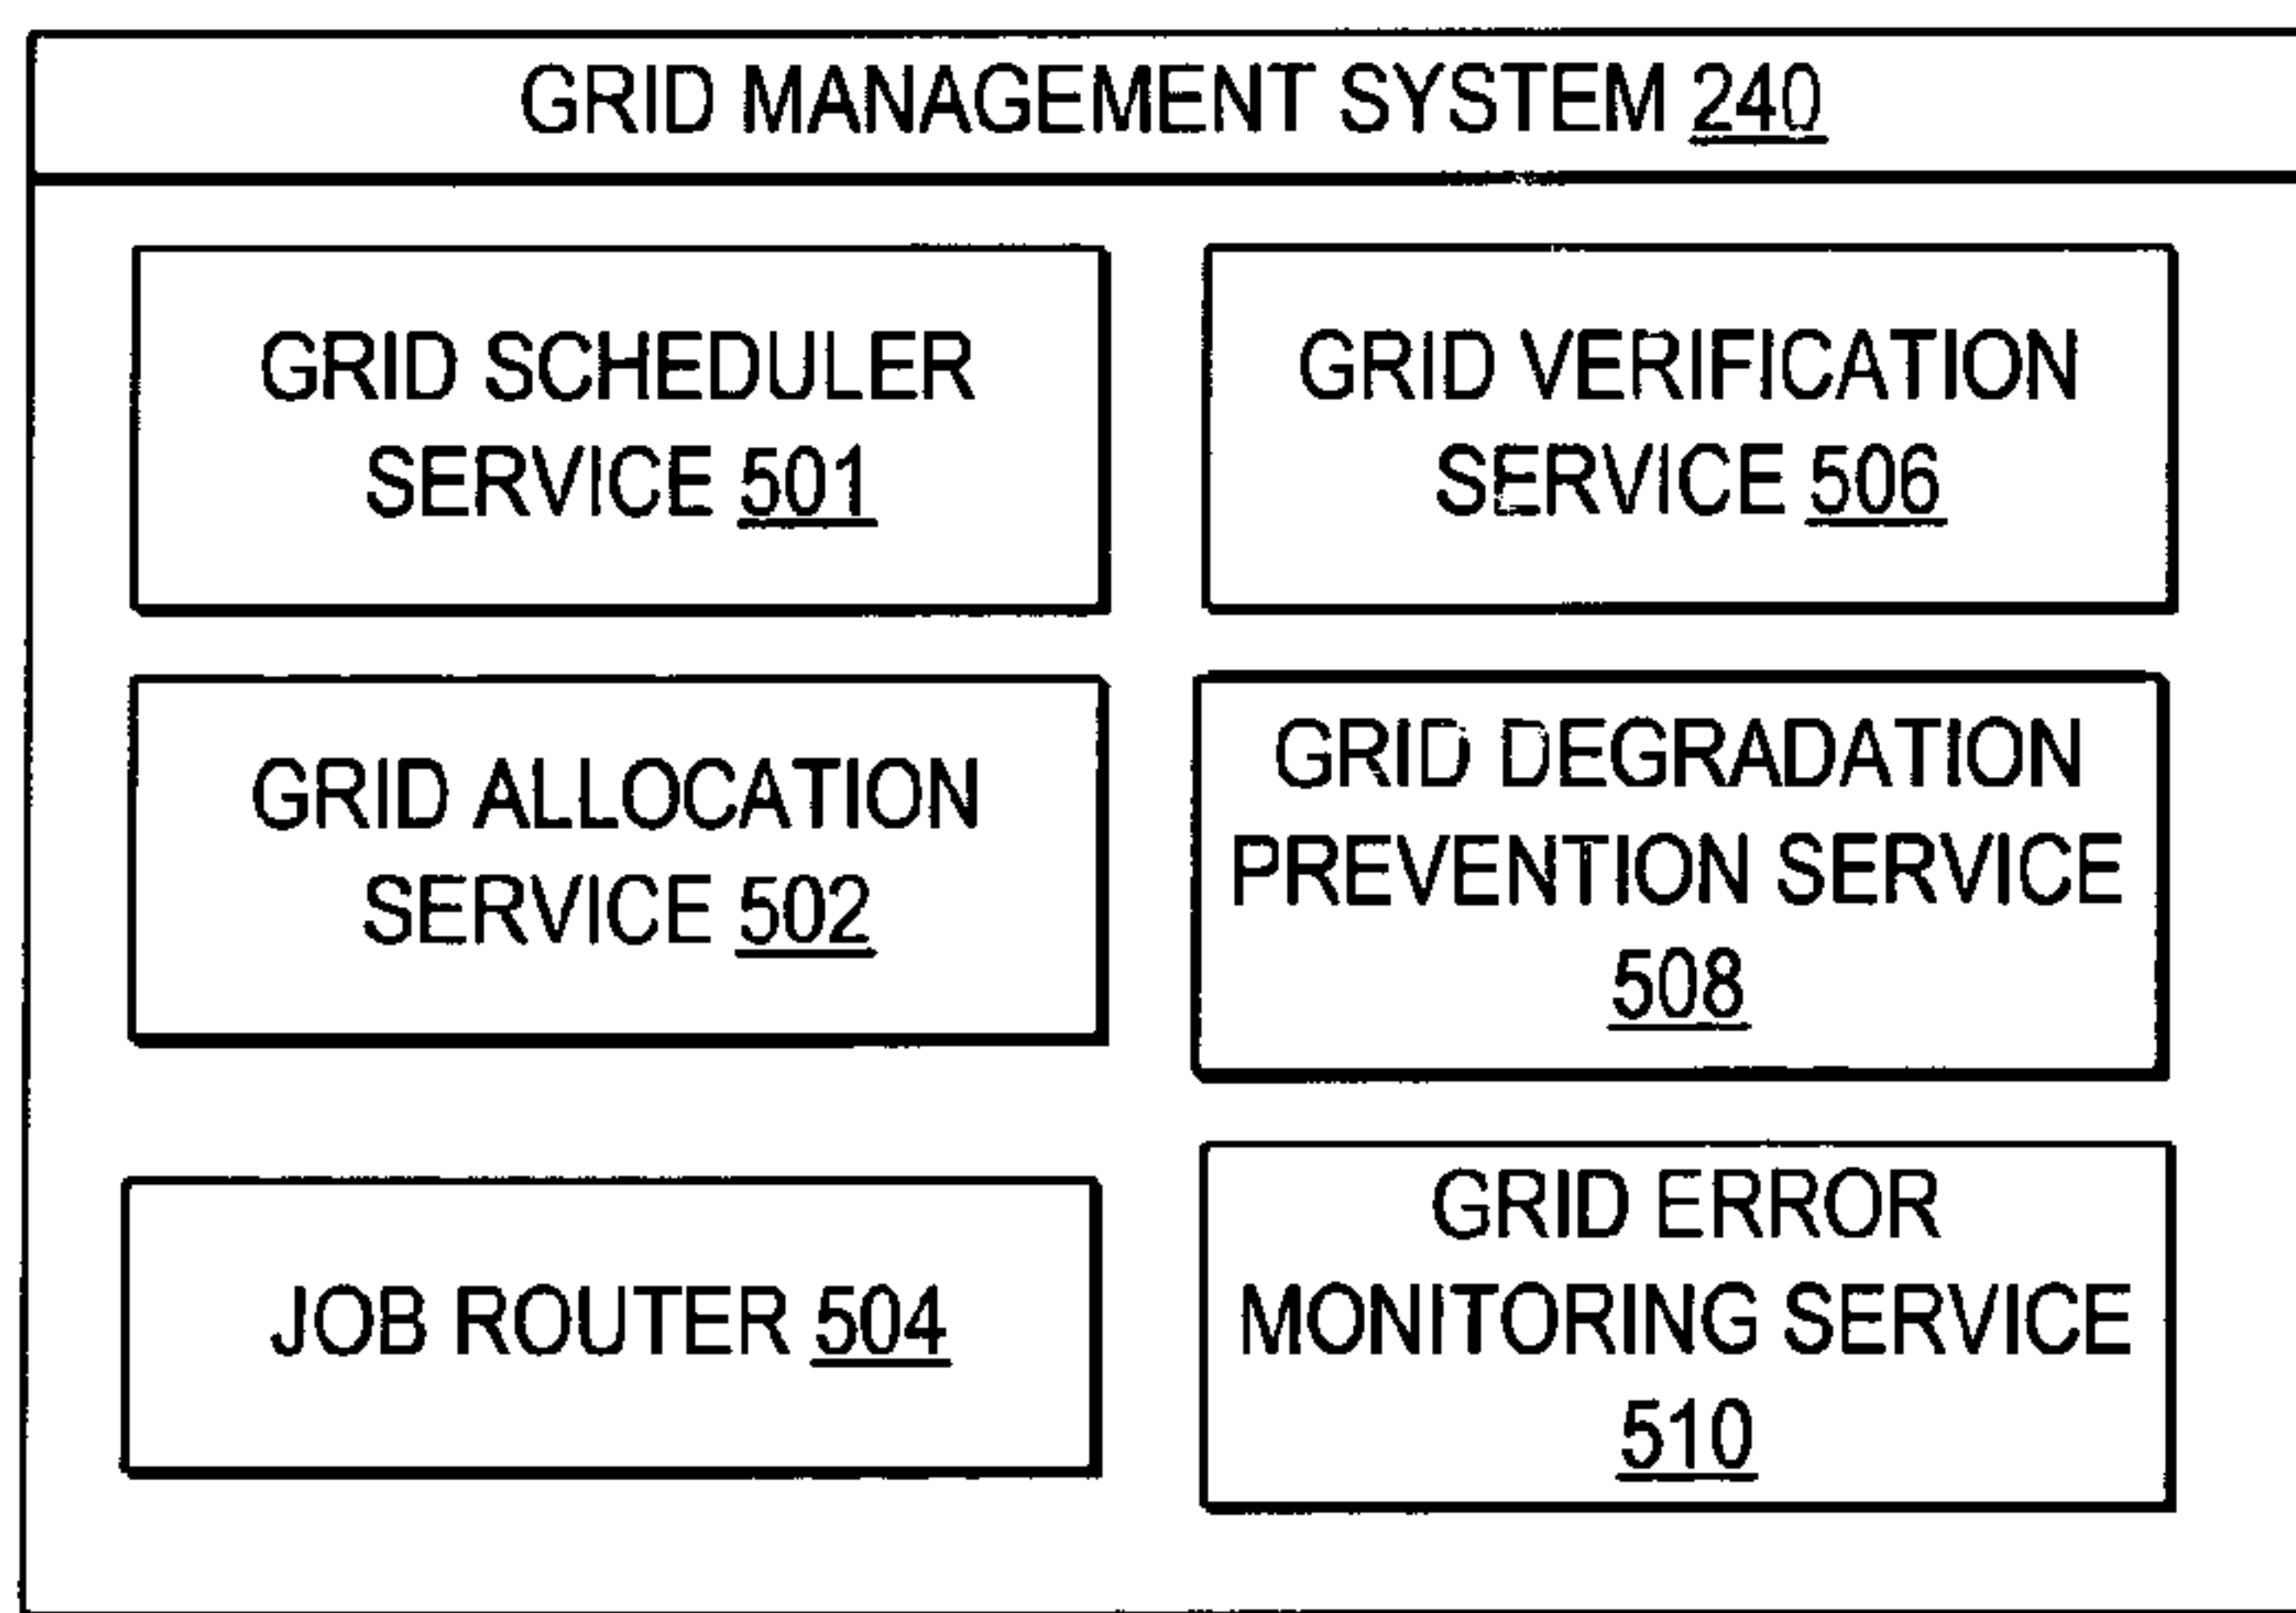 GRID MANAGEMENT SYSTEM 240
GRID SCHEDULER
SERVICE 501
GRID VERIFICATION
SERVICE 506
GRID ALLOCATION
SERVICE 502
GRID DEGRADATION
PREVENTION SERVICE
508
JOB ROUTER 504
GRID ERROR
MONITORING SERVICE
510